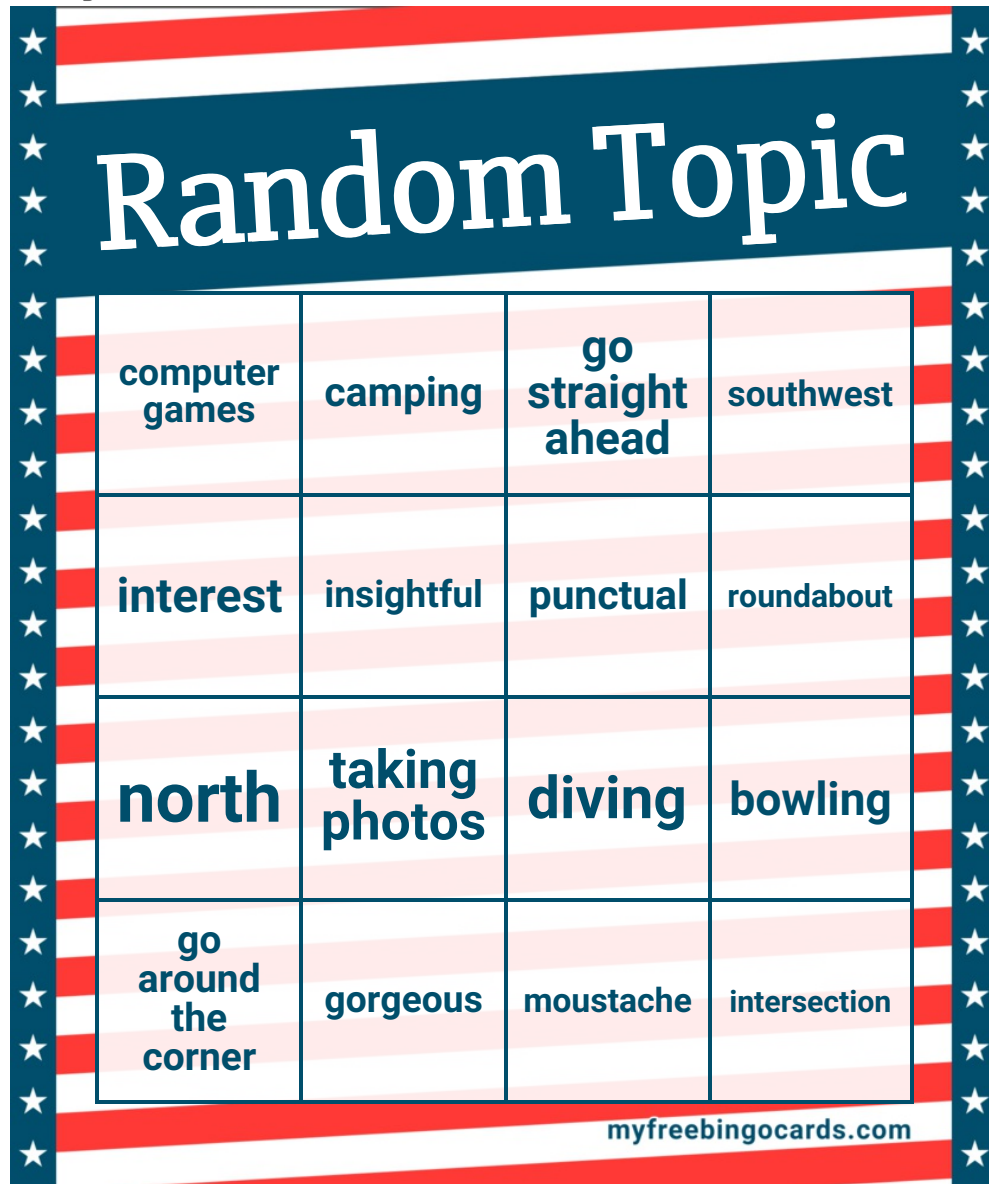 Random Topic
computer
games
camping
go
straight
ahead
southwest
interest
insightful
punctual
roundabout
north
taking
photos
diving
bowling
go
around
the
corner
gorgeous
moustache
intersection
myfreebingocards.com